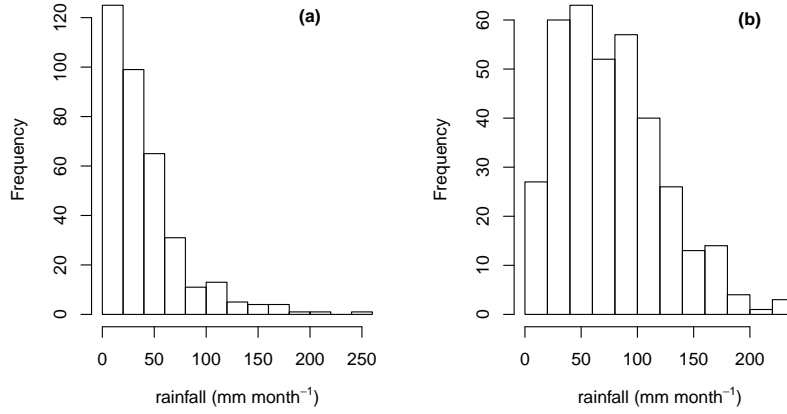 (a)
Frequency
0 20 40 60 80 100 120
0 50 100 150 200 250
rainfall (mm month⁻¹)
(b)
Frequency
0 10 20 30 40 50 60
0 50 100 150 200
rainfall (mm month⁻¹)